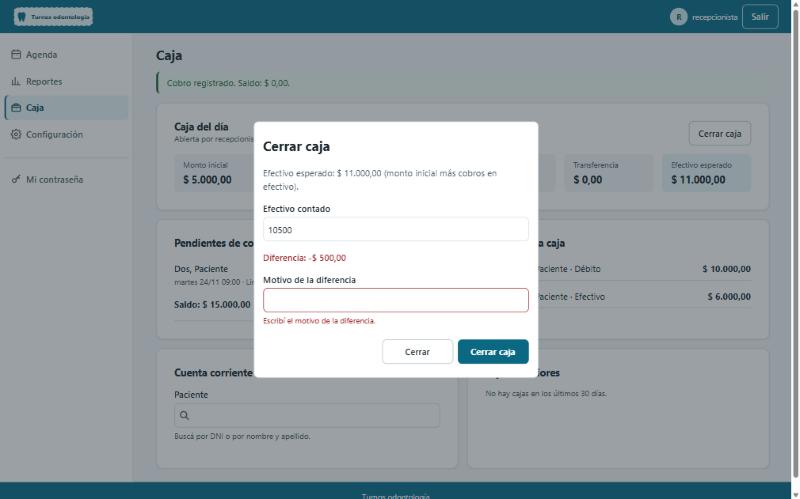 Turnos odontología
R recepcionista Salir
Agenda
Reportes
Caja
Configuración
Mi contraseña
Caja
Cobro registrado. Saldo: $ 0,00.
Caja del día
Abierta por recepcionis
Cerrar caja
Monto inicial
$ 5.000,00
Transferencia
$ 0,00
Efectivo esperado
$ 11.000,00
Cerrar caja
Efectivo esperado: $ 11.000,00 (monto inicial más cobros en
efectivo).
Efectivo contado
10500
Diferencia: -$ 500,00
Motivo de la diferencia
Escribí el motivo de la diferencia.
Cerrar
Cerrar caja
Pendientes de co
Dos, Paciente
martes 24/11 09:00 · Li
Saldo: $ 15.000,00
a caja
aciente · Débito $ 10.000,00
aciente · Efectivo $ 6.000,00
Cuenta corriente
Paciente
Buscá por DNI o por nombre y apellido.
ores
No hay cajas en los últimos 30 días.
Turnos odontología